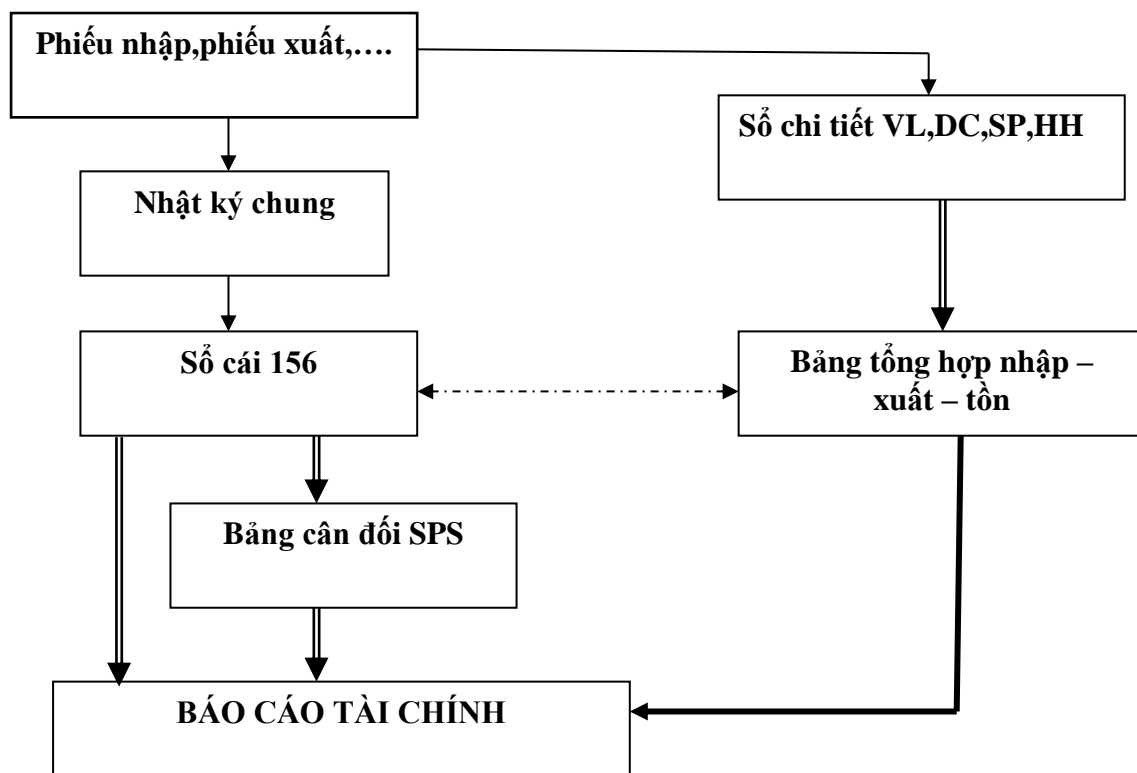 Phiếu nhập,phiếu xuất,….
Sổ chi tiết VL,DC,SP,HH
Nhật ký chung
Sổ cái 156
Bảng tổng hợp nhập –
xuất – tồn
Bảng cân đối SPS
BÁO CÁO TÀI CHÍNH